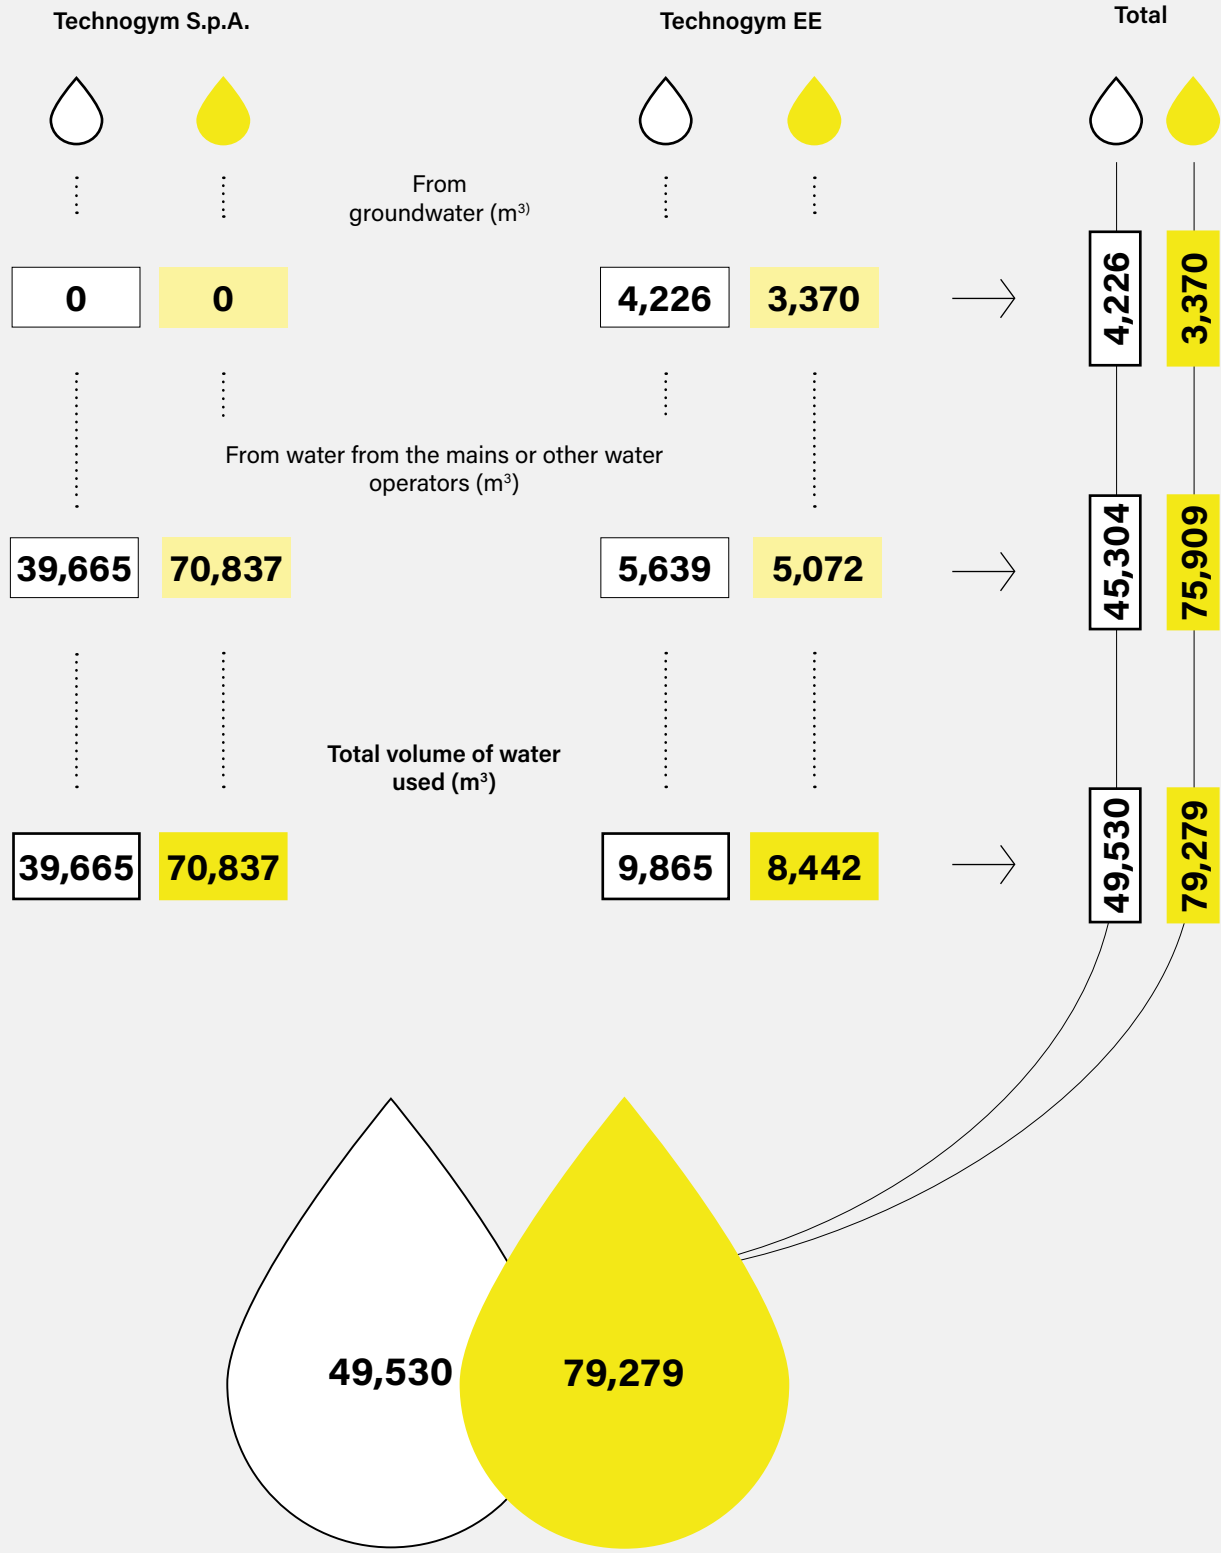 Technogym S.p.A.
Technogym EE
Total
From
groundwater (m³⁾
0
0
4,226
3,370
4,226
3,370
From water from the mains or other water
operators (m³)
39,665
70,837
5,639
5,072
45,304
75,909
Total volume of water
used (m³)
39,665
70,837
9,865
8,442
49,530
79,279
49,530
79,279